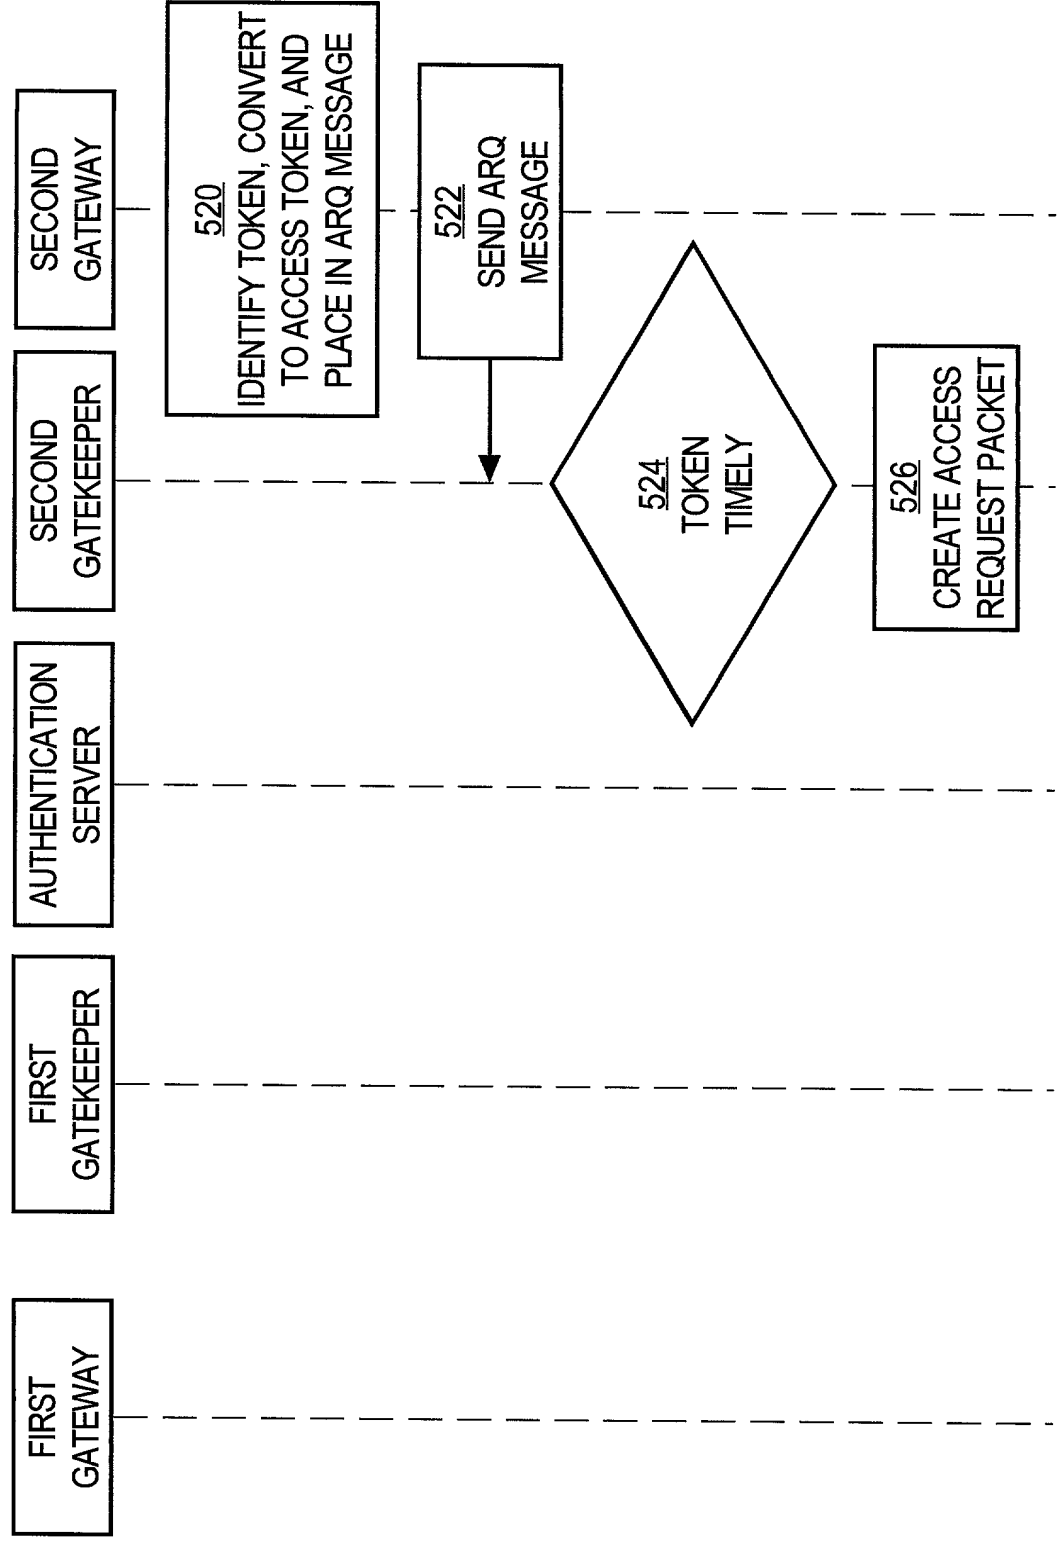 FIRST
GATEWAY
FIRST
GATEKEEPER
AUTHENTICATION
SERVER
SECOND
GATEKEEPER
SECOND
GATEWAY
520
IDENTIFY TOKEN, CONVERT
TO ACCESS TOKEN, AND
PLACE IN ARQ MESSAGE
522
SEND ARQ
MESSAGE
524
TOKEN
TIMELY
526
CREATE ACCESS
REQUEST PACKET